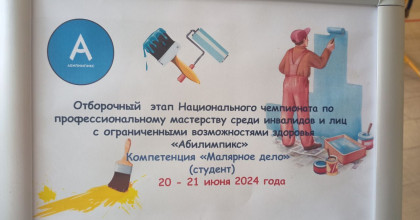 А
АБИЛИМПИКС
Отборочный этап Национального чемпионата по
профессиональному мастерству среди инвалидов и лиц
с ограниченными возможностями здоровья
«Абилимпикс»
Компетенция «Малярное дело»
(студент)
20 - 21 июня 2024 года